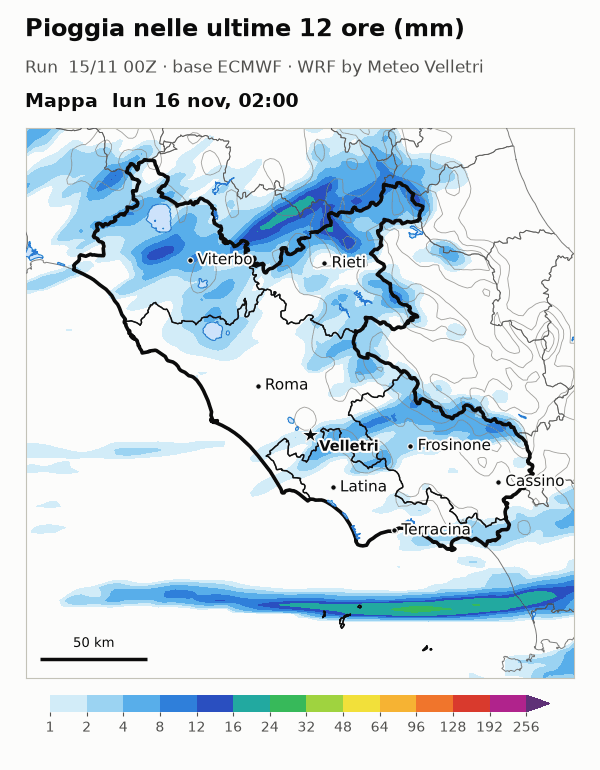 Pioggia nelle ultime 12 ore (mm)
Run 15/11 00Z · base ECMWF · WRF by Meteo Velletri
Mappa lun 16 nov, 02:00
Viterbo
Rieti
Roma
Velletri
Frosinone
Latina
Cassino
Terracina
50 km
1 2 4 8 12 16 24 32 48 64 96 128 192 256